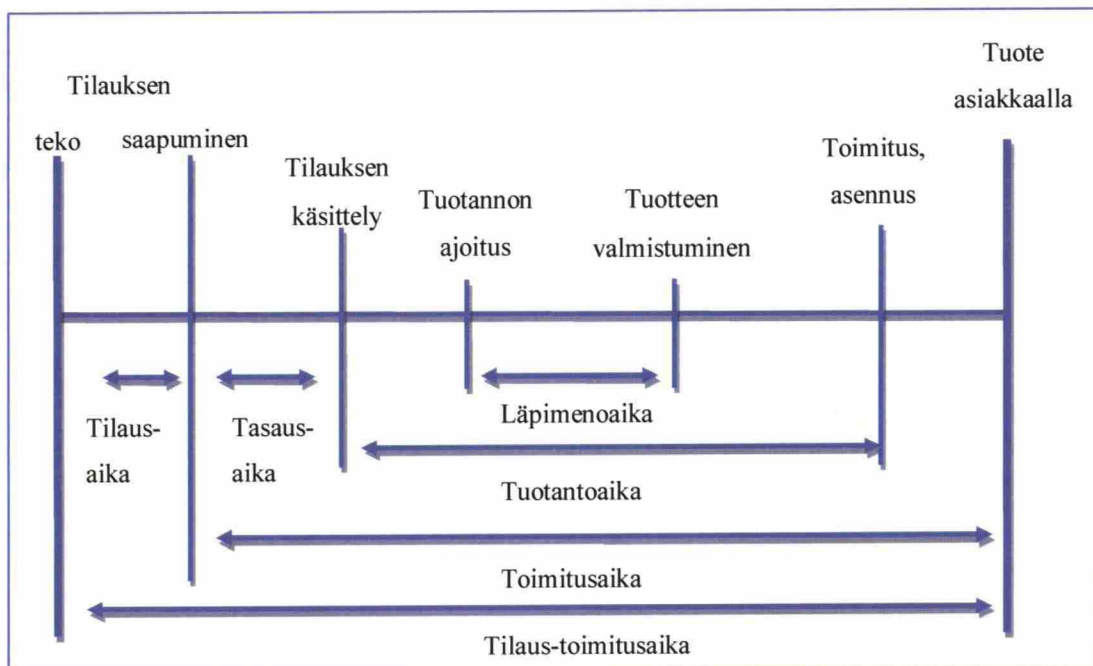 Tilauksen
teko
saapuminen
Tilauksen
käsittely
Tuotannon
ajoitus
Tuotteen
valmistuminen
Toimitus,
asennus
Tuote
asiakkaalla
Tilaus-
aika
Tasaus-
aika
Läpimenoaika
Tuotantoaika
Toimitusaika
Tilaus-toimitusaika